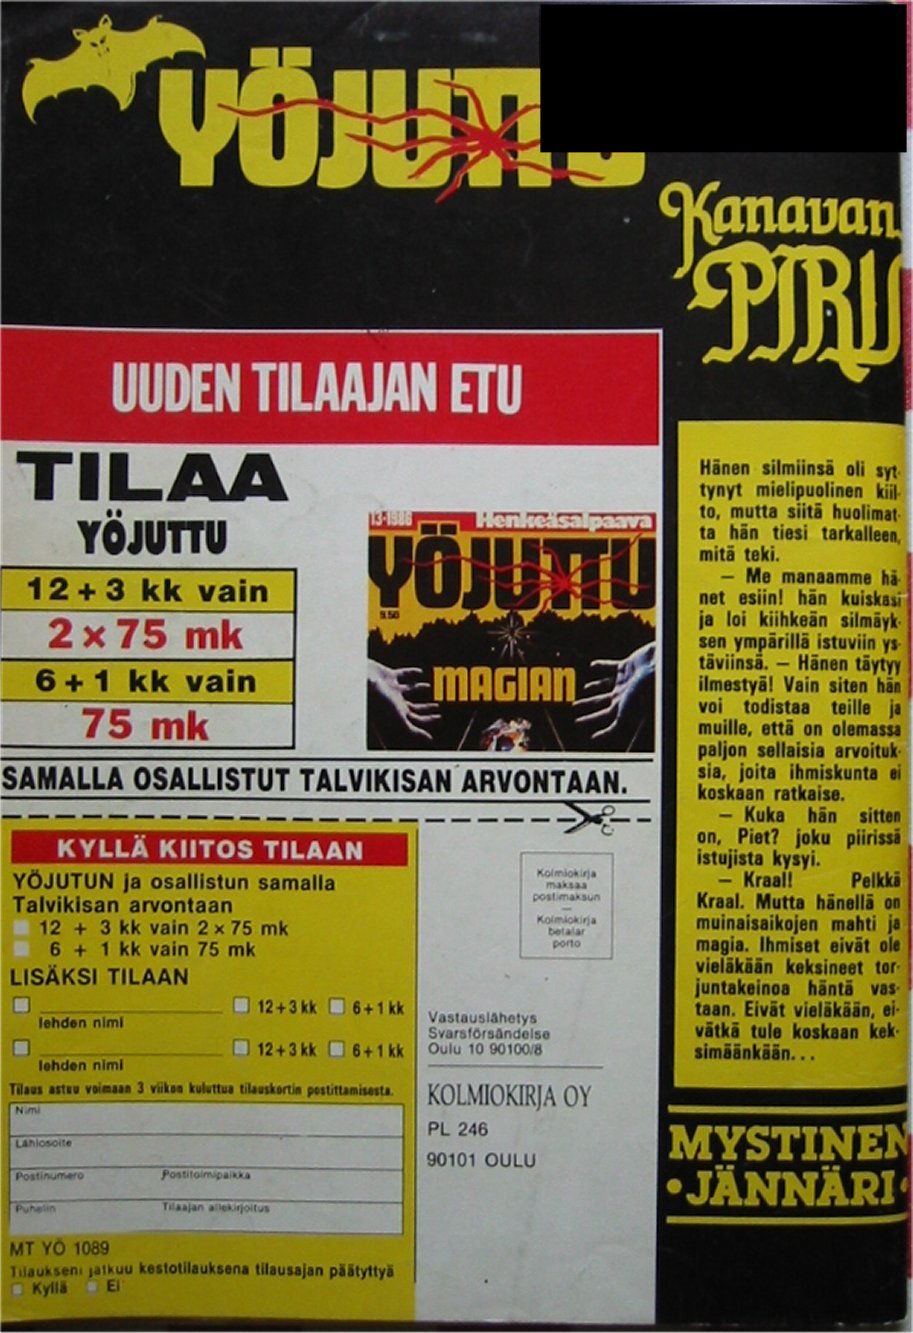 YÖJUTTU
Kanavan
PIRU
UUDEN TILAAJAN ETU
TILAA
YÖJUTTU
12 + 3 kk vain
2 × 75 mk
6 + 1 kk vain
75 mk
13-1986 Henkeäsalpaava
YÖJUTTU
9.50
MAGIAN
SAMALLA OSALLISTUT TALVIKISAN ARVONTAAN.
KYLLÄ KIITOS TILAAN
YÖJUTUN ja osallistun samalla
Talvikisan arvontaan
12 + 3 kk vain 2 × 75 mk
6 + 1 kk vain 75 mk
LISÄKSI TILAAN
12+3 kk 6+1 kk
lehden nimi
12+3 kk 6+1 kk
lehden nimi
Tilaus astuu voimaan 3 viikon kuluttua tilauskortin postittamisesta.
Nimi
Lähiosoite
Postinumero Postitoimipaikka
Puhelin Tilaajan allekirjoitus
MT YÖ 1089
Tilaukseni jatkuu kestotilauksena tilausajan päätyttyä
Kyllä Ei
Kolmiokirja
maksaa
postimaksun
—
Kolmiokirja
betalar
porto
Vastauslähetys
Svarsförsändelse
Oulu 10 90100/8
KOLMIOKIRJA OY
PL 246
90101 OULU
Hänen silmiinsä oli syt-
tynyt mielipuolinen kiil-
to, mutta siitä huolimat-
ta hän tiesi tarkalleen,
mitä teki.
— Me manaamme hä-
net esiin! hän kuiskasi
ja loi kiihkeän silmäyk-
sen ympärillä istuviin ys-
täviinsä. — Hänen täytyy
ilmestyä! Vain siten hän
voi todistaa teille ja
muille, että on olemassa
paljon sellaisia arvoituk-
sia, joita ihmiskunta ei
koskaan ratkaise.
— Kuka hän sitten
on, Piet? joku piirissä
istujista kysyi.
— Kraal! Pelkkä
Kraal. Mutta hänellä on
muinaisaikojen mahti ja
magia. Ihmiset eivät ole
vieläkään keksineet tor-
juntakeinoa häntä vas-
taan. Eivät vieläkään, ei-
vätkä tule koskaan kek-
simäänkään...
MYSTINEN
•JÄNNÄRI•